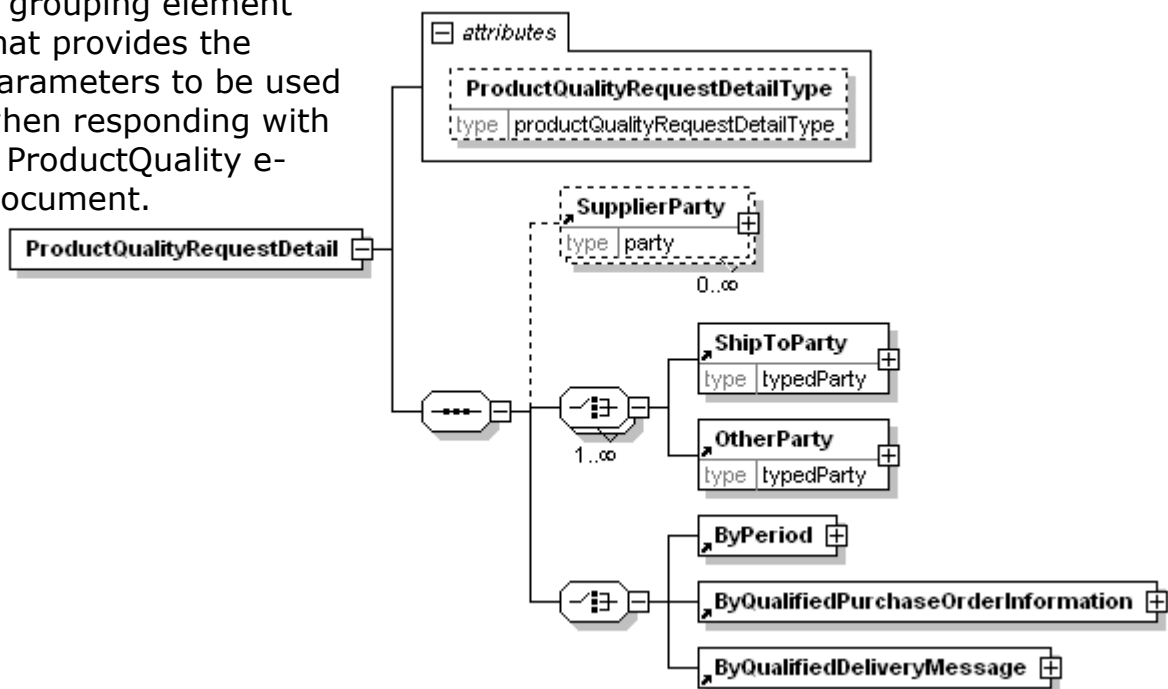 grouping element
hat provides the
arameters to be used
when responding with
ProductQuality e-
ocument.
attributes
ProductQualityRequestDetailType
type productQualityRequestDetailType
ProductQualityRequestDetail
SupplierParty
type party
0..∞
1..∞
ShipToParty
type typedParty
OtherParty
type typedParty
ByPeriod
ByQualifiedPurchaseOrderInformation
ByQualifiedDeliveryMessage